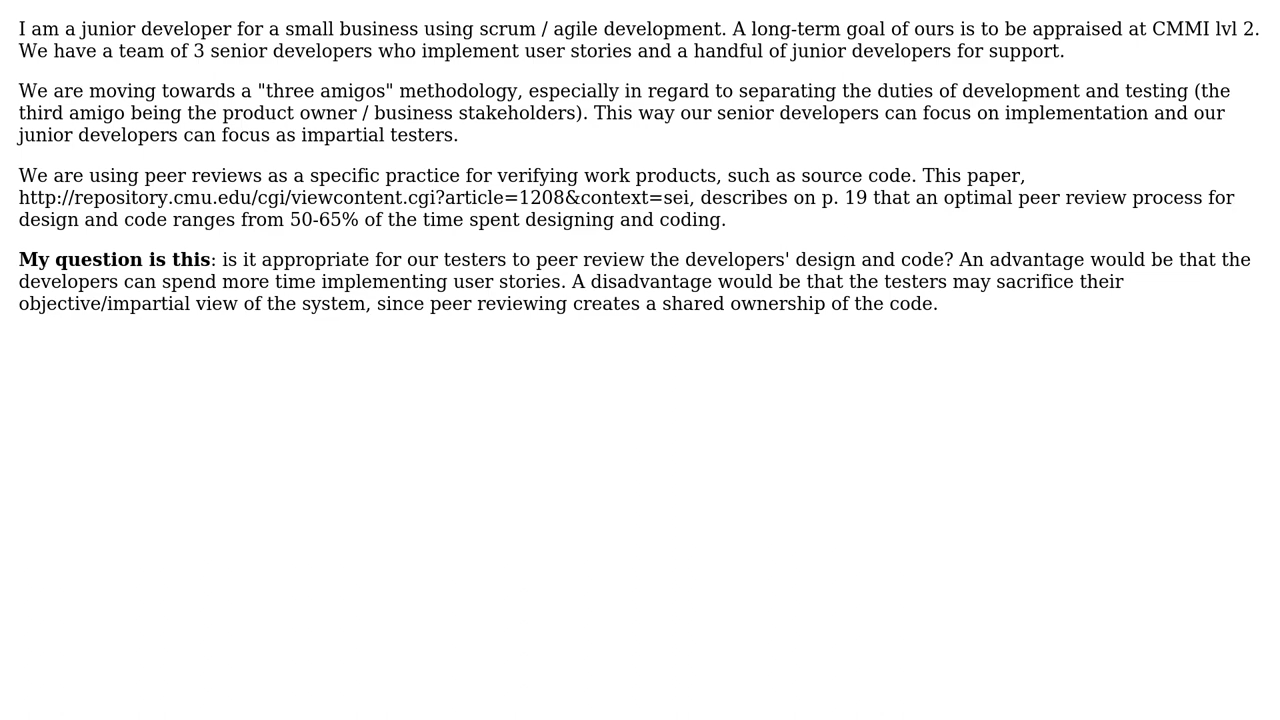 I am a junior developer for a small business using scrum / agile development. A long-term goal of ours is to be appraised at CMMI lvl 2.
We have a team of 3 senior developers who implement user stories and a handful of junior developers for support.
We are moving towards a "three amigos" methodology, especially in regard to separating the duties of development and testing (the
third amigo being the product owner / business stakeholders). This way our senior developers can focus on implementation and our
junior developers can focus as impartial testers.
We are using peer reviews as a specific practice for verifying work products, such as source code. This paper,
http://repository.cmu.edu/cgi/viewcontent.cgi?article=1208&context=sei, describes on p. 19 that an optimal peer review process for
design and code ranges from 50-65% of the time spent designing and coding.
My question is this: is it appropriate for our testers to peer review the developers' design and code? An advantage would be that the
developers can spend more time implementing user stories. A disadvantage would be that the testers may sacrifice their
objective/impartial view of the system, since peer reviewing creates a shared ownership of the code.